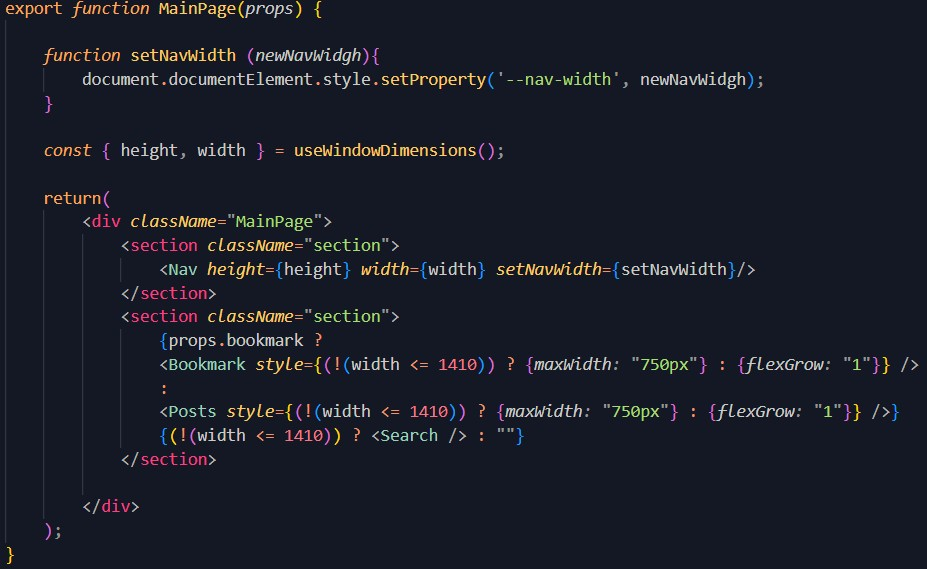 export function MainPage(props) {
function setNavWidth (newNavWidgh){
document.documentElement.style.setProperty('--nav-width', newNavWidgh);
}
const { height, width } = useWindowDimensions();
return(
<div className="MainPage">
<section className="section">
<Nav height={height} width={width} setNavWidth={setNavWidth}/>
</section>
<section className="section">
{props.bookmark ?
<Bookmark style={(!(width <= 1410)) ? {maxWidth: "750px"} : {flexGrow: "1"}} />
:
<Posts style={(!(width <= 1410)) ? {maxWidth: "750px"} : {flexGrow: "1"}} />}
{(!(width <= 1410)) ? <Search /> : ""}
</section>
</div>
);
}